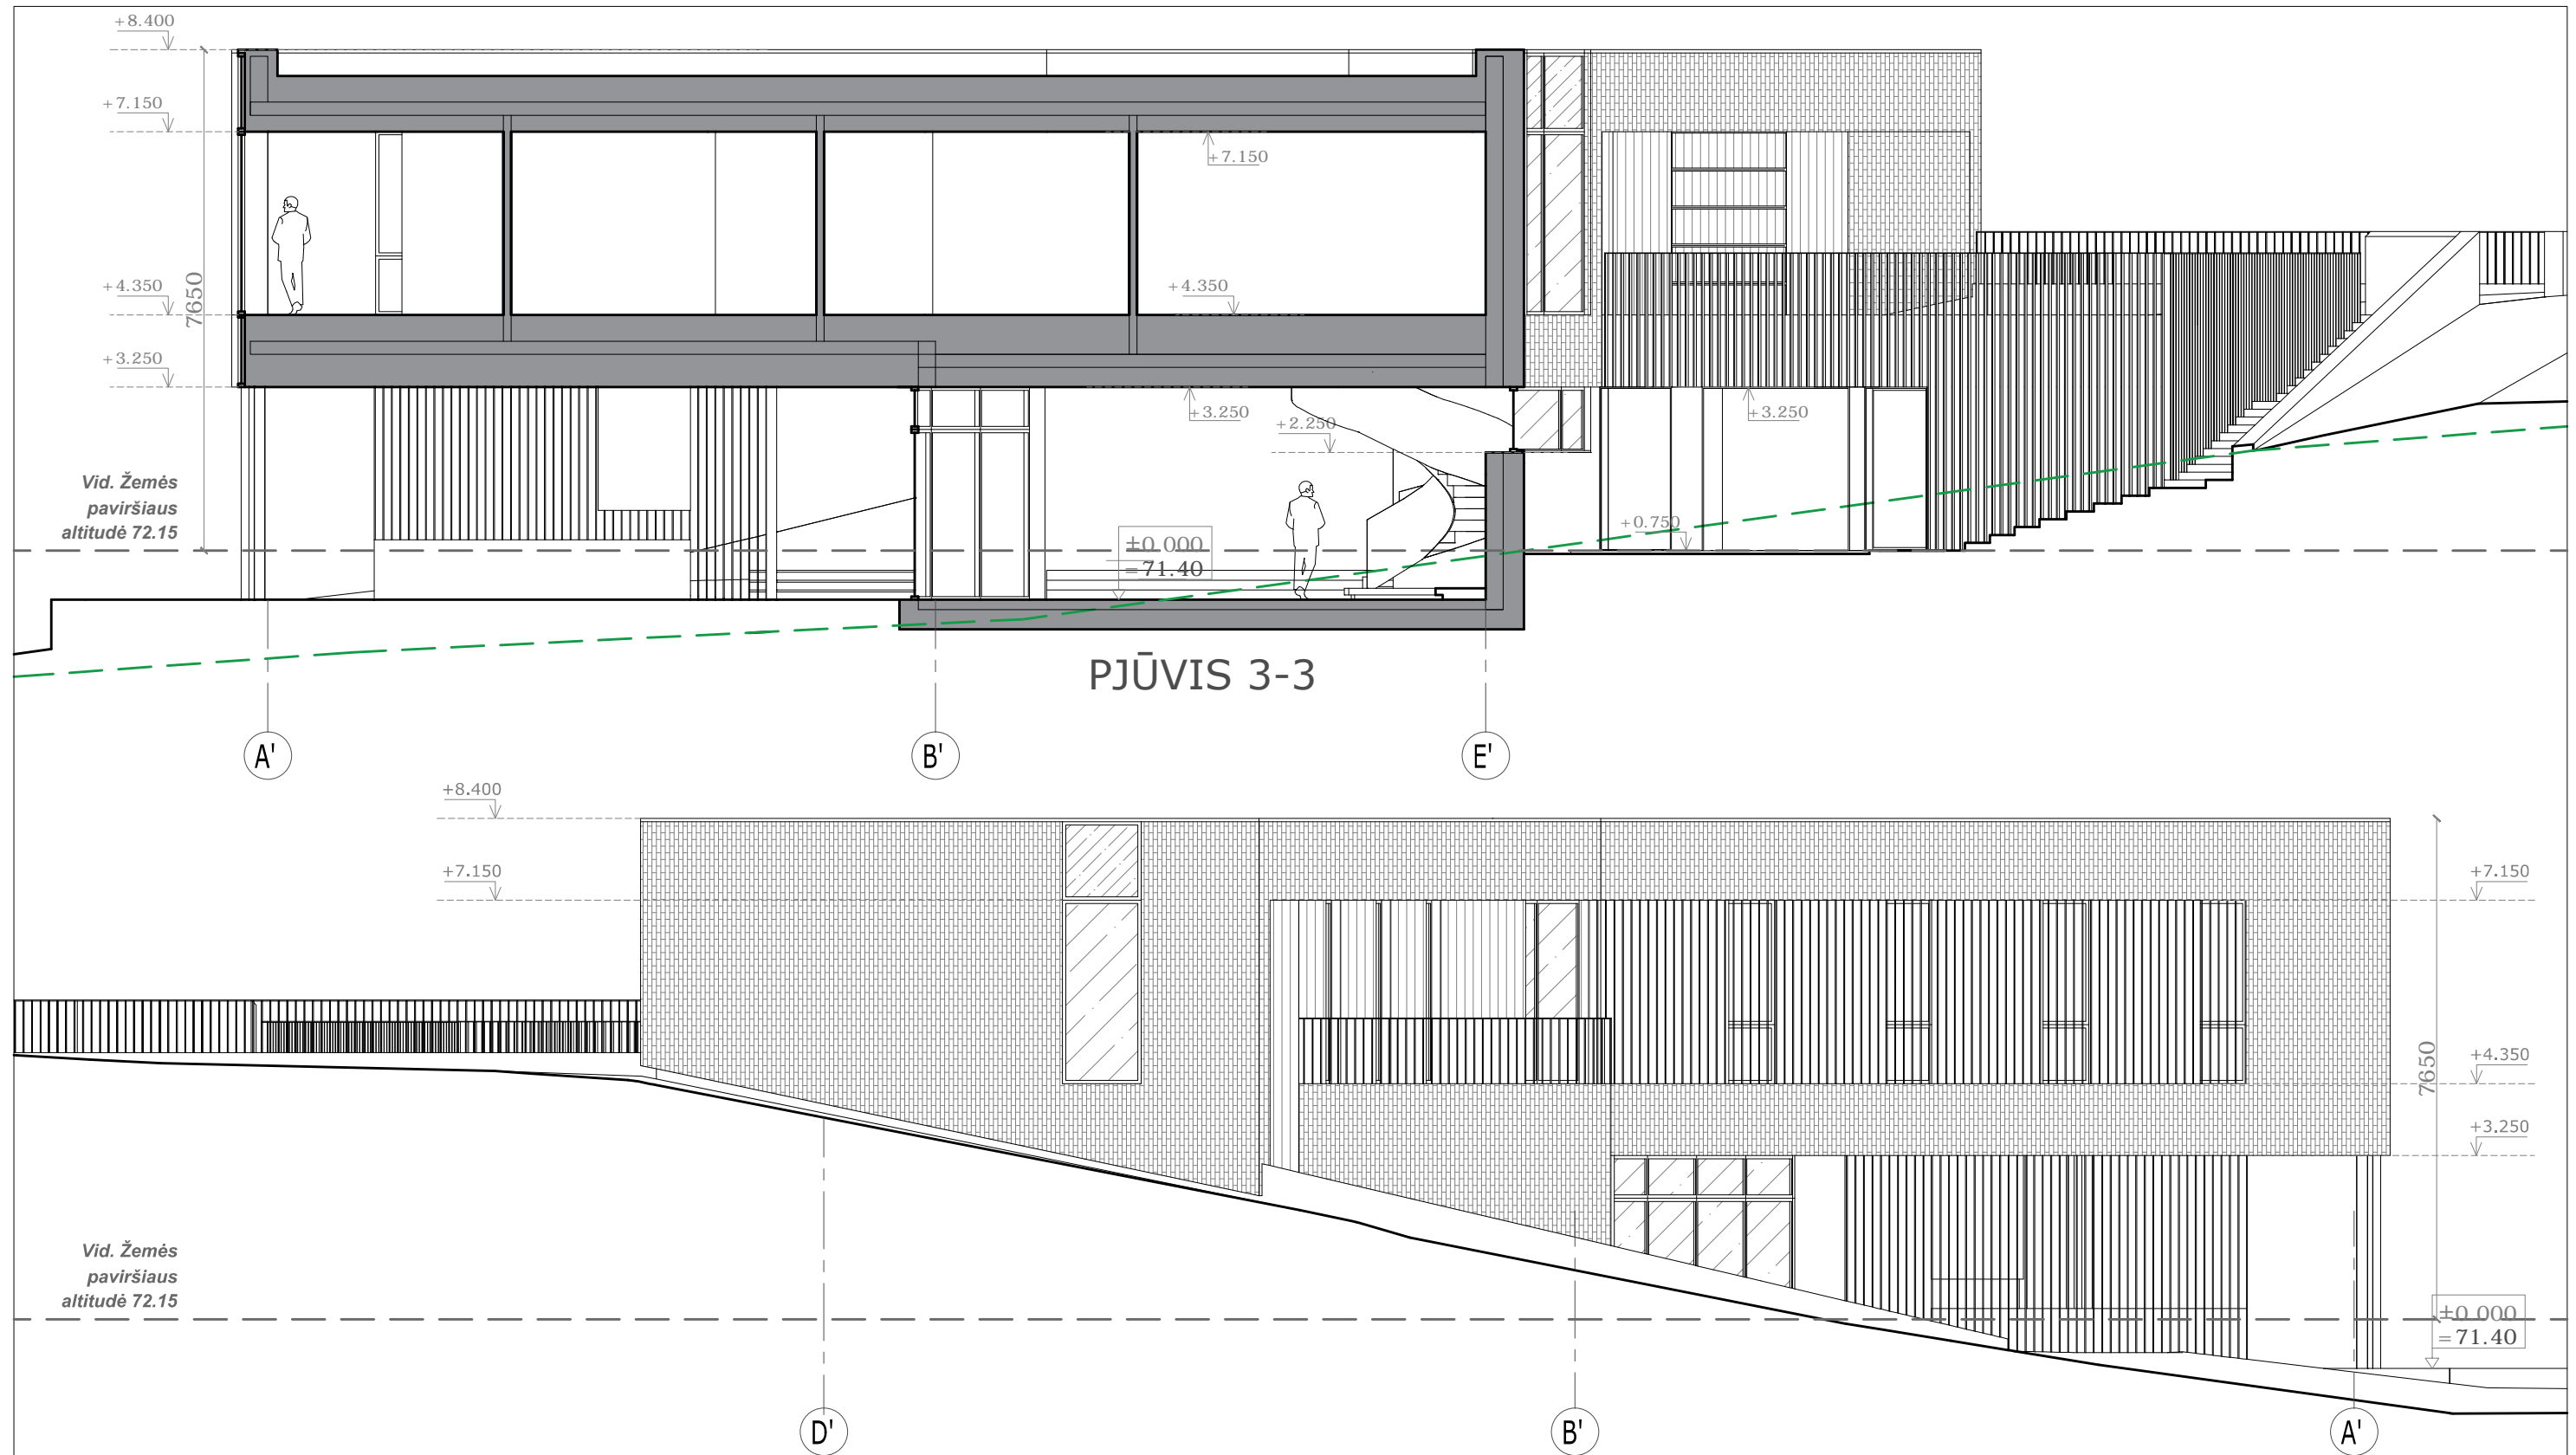 +8.400
+7.150
+7.150
+4.350
+4.350
7650
+3.250
+3.250
+3.250
+2.250
Vid. Žemės
paviršiaus
altitudė 72.15
+0.750
±0.000
=71.40
PJŪVIS 3-3
A'
B'
E'
+8.400
+7.150
+7.150
7650
+4.350
+3.250
Vid. Žemės
paviršiaus
altitudė 72.15
±0.000
=71.40
D'
B'
A'